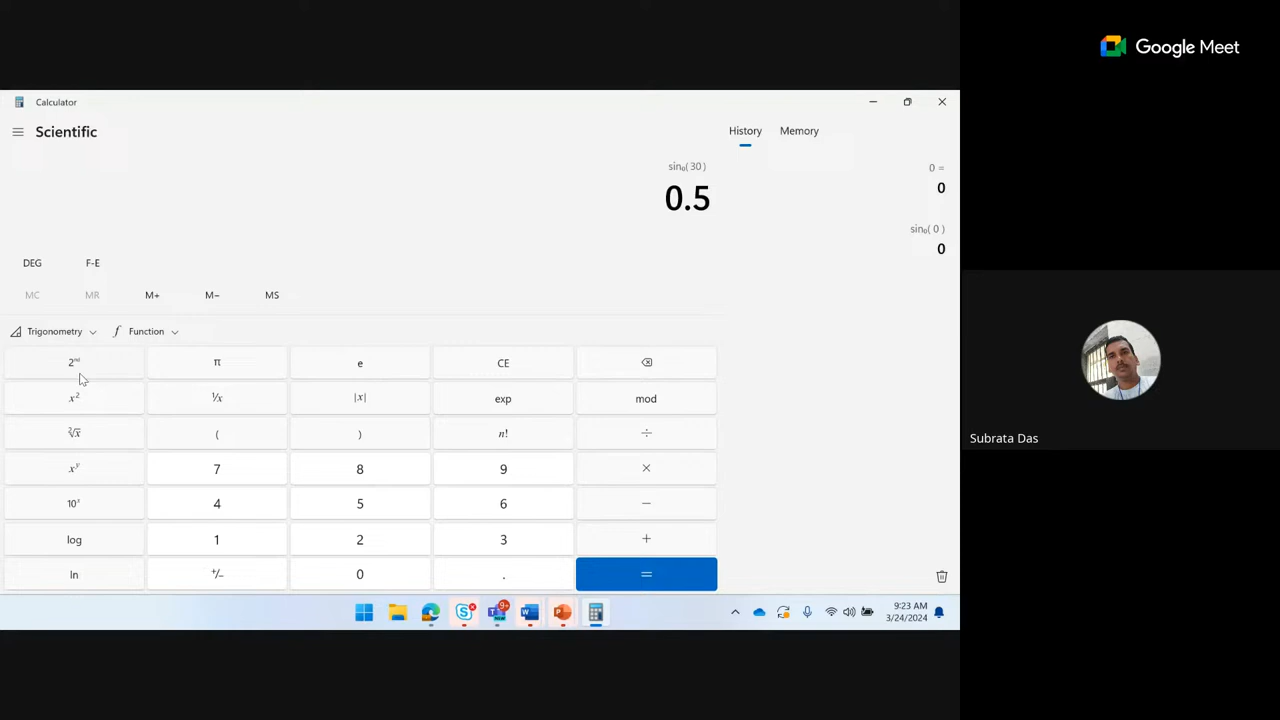 Google Meet
Calculator
Scientific
History
Memory
sin₀( 30 )
0.5
0 =
0
sin₀( 0 )
0
DEG
F-E
MC
MR
M+
M−
MS
Trigonometry
f Function
2ⁿᵈ
π
e
CE
x²
¹⁄x
|x|
exp
mod
²√x
(
)
n!
÷
xʸ
7
8
9
×
10ˣ
4
5
6
−
log
1
2
3
+
ln
⁺/₋
0
.
=
9+
NEW
9:23 AM
3/24/2024
Subrata Das